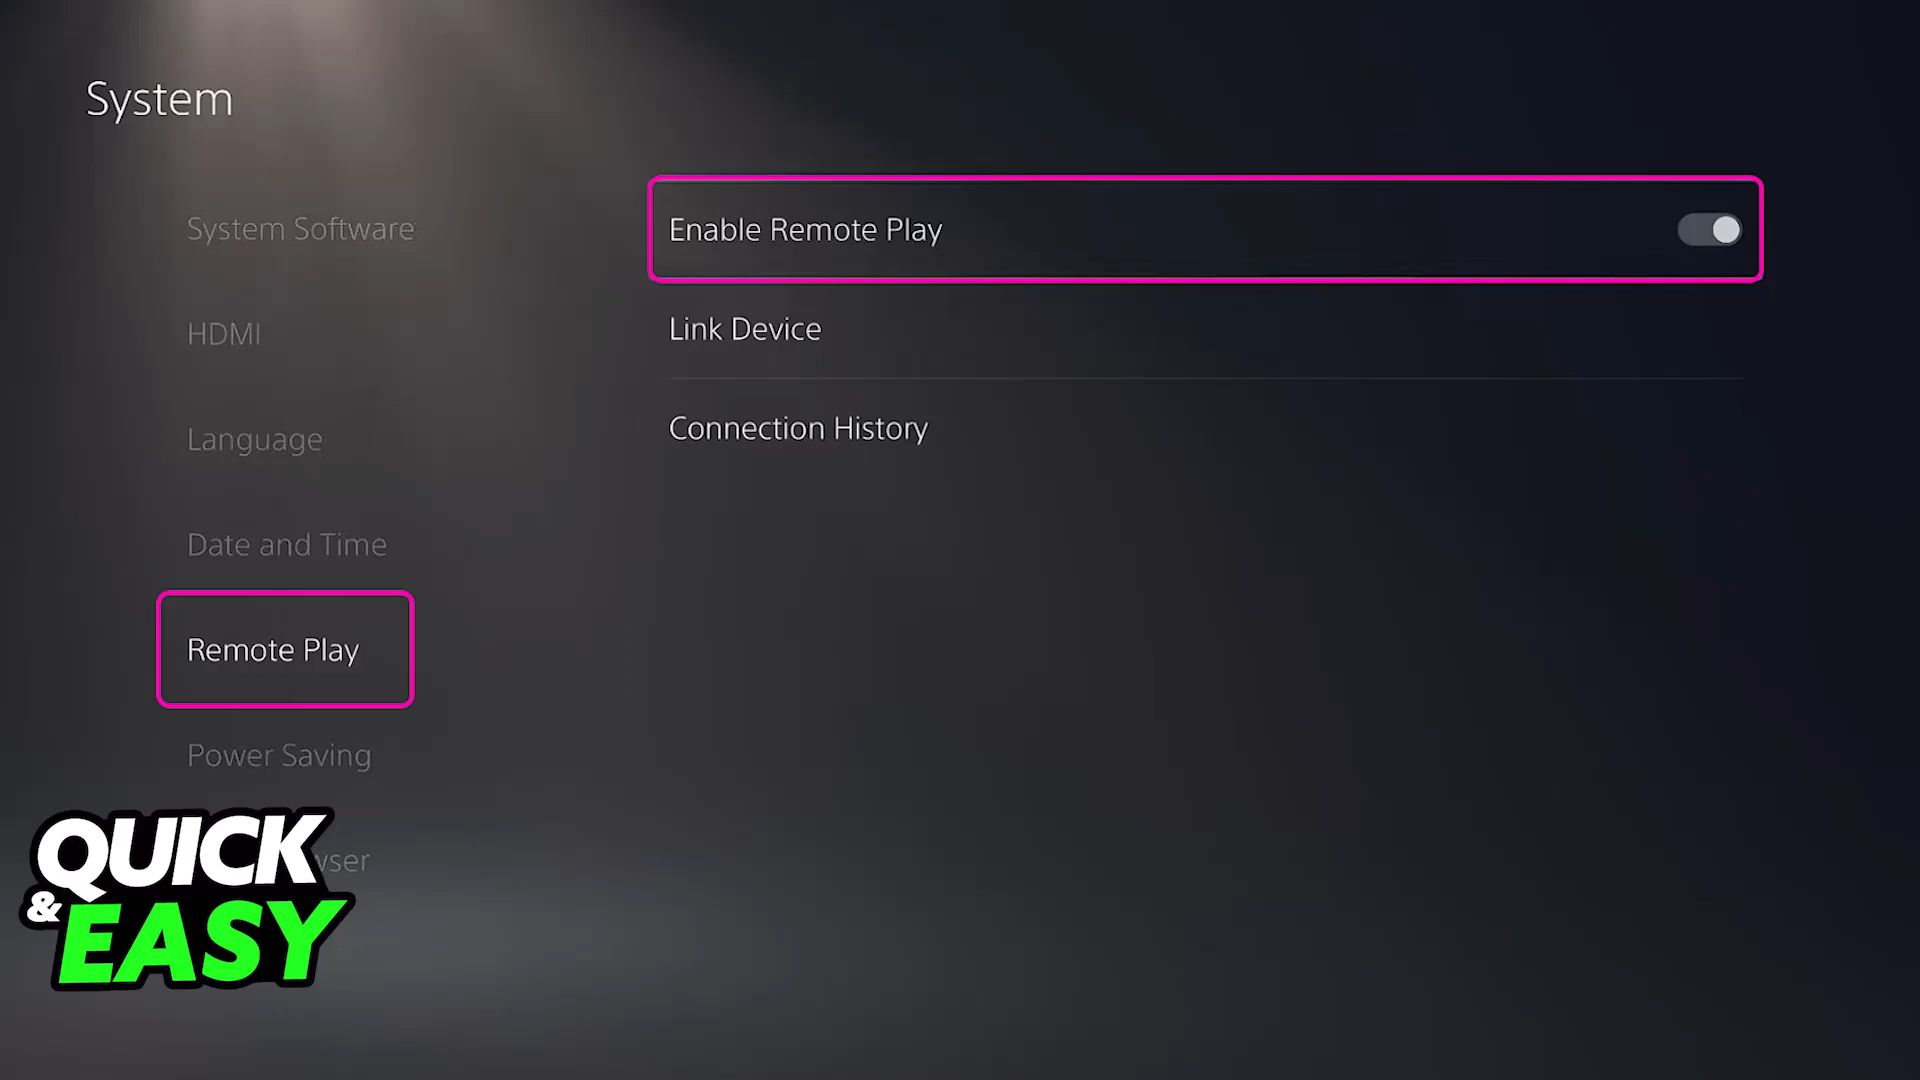 System
System Software
HDMI
Language
Date and Time
Remote Play
Power Saving
Enable Remote Play
Link Device
Connection History
QUICK
& EASY